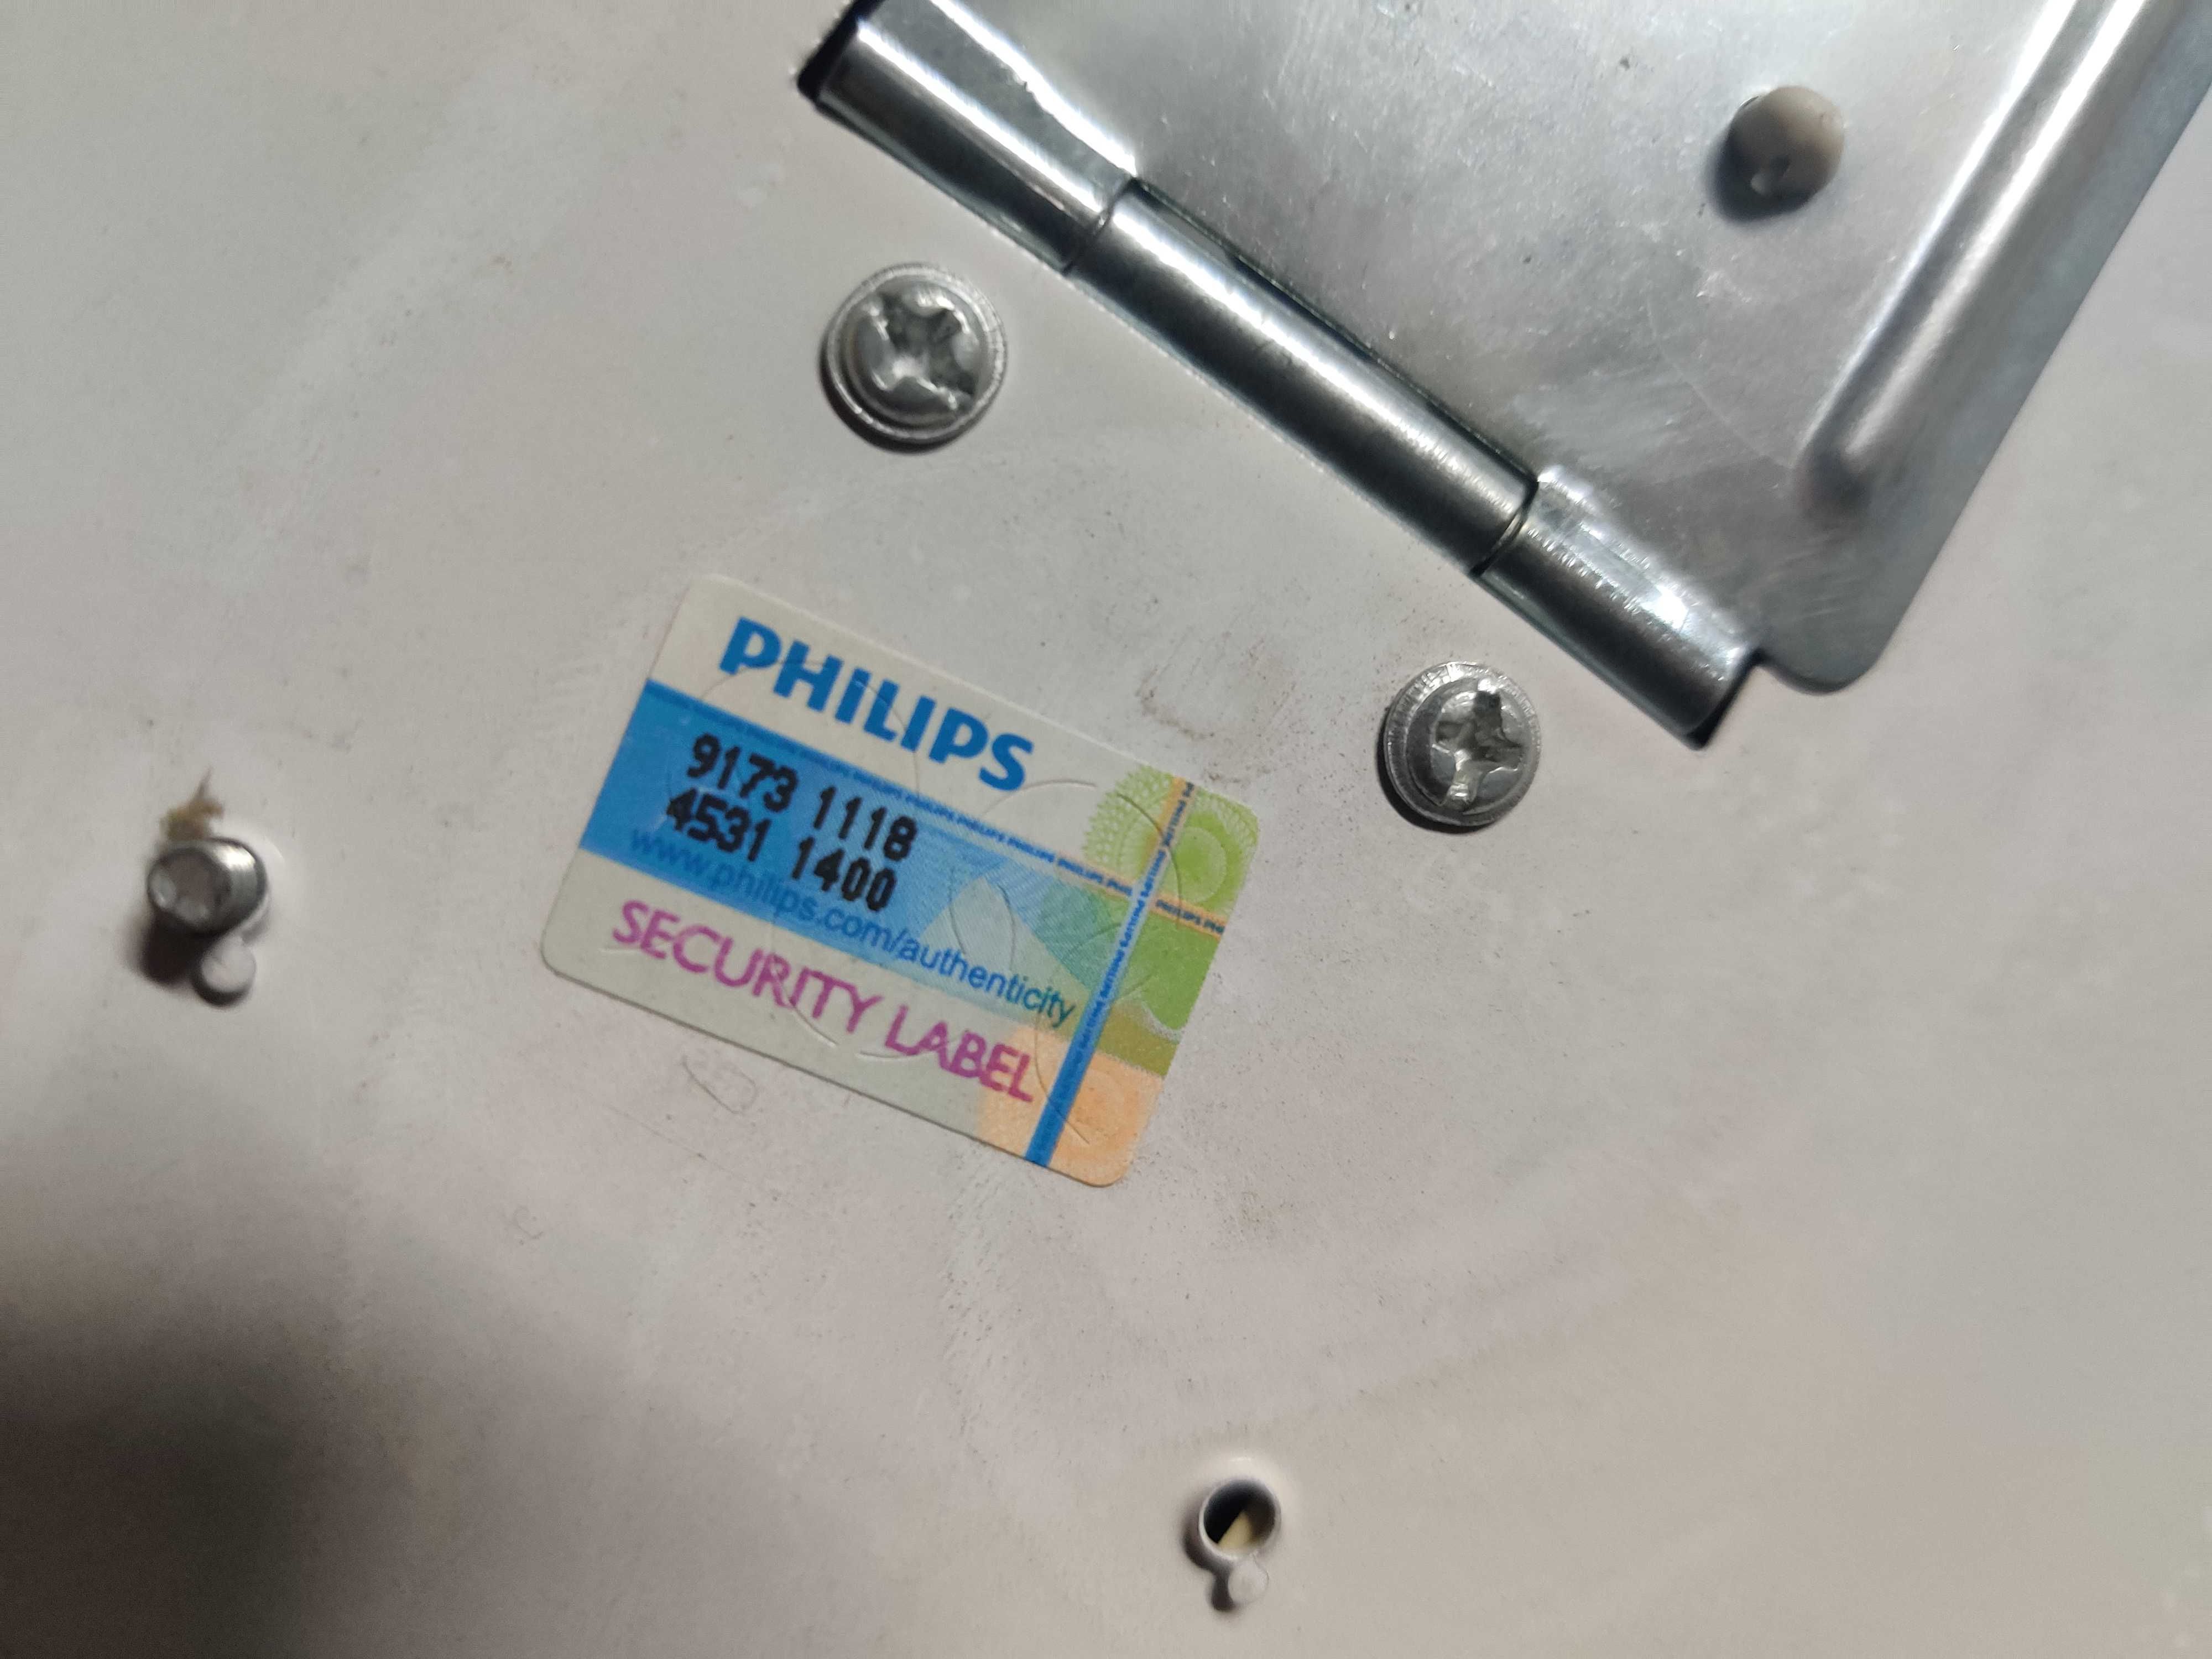 PHILIPS
9173 1118
4531 1400
www.philips.com/authenticity
SECURITY LABEL